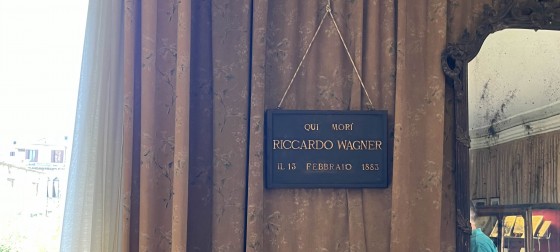 QUI MORÌ
RICCARDO WAGNER
IL 13 FEBBRAIO 1883